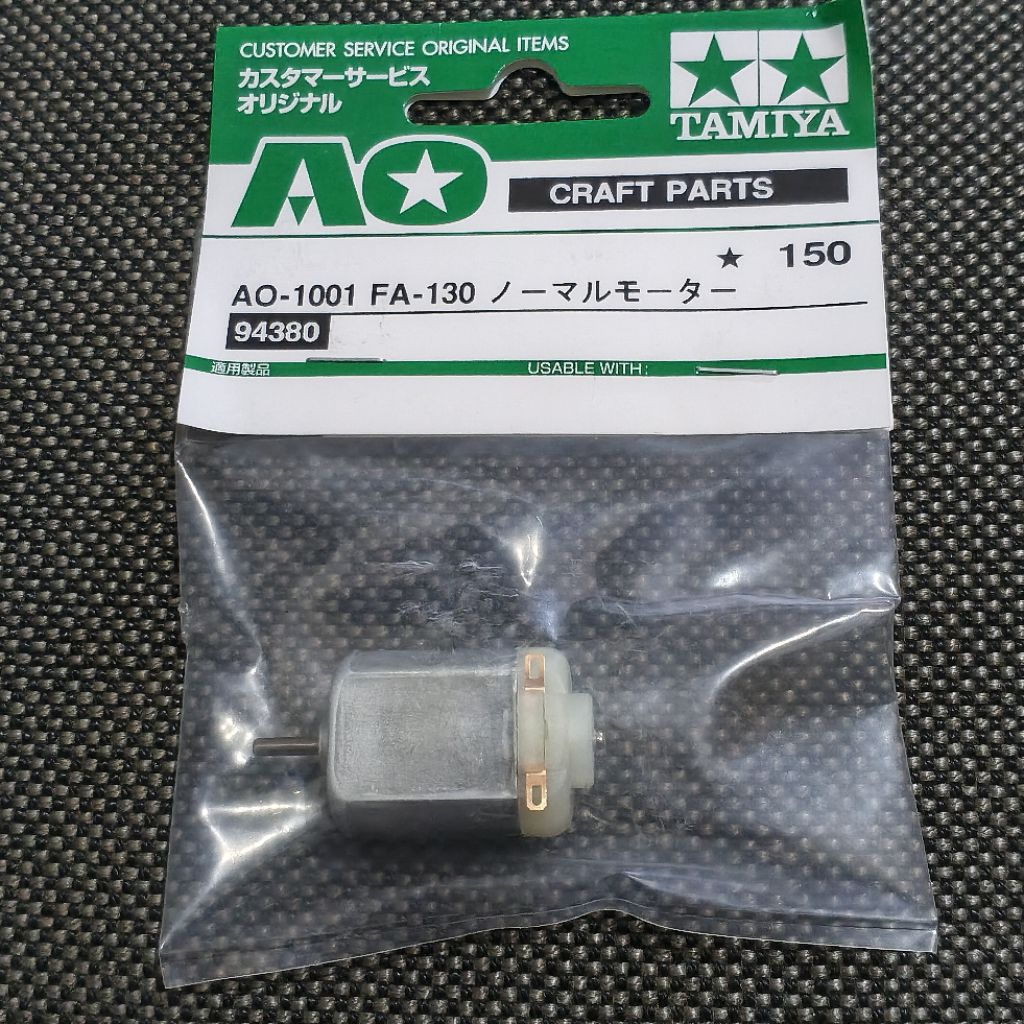 CUSTOMER SERVICE ORIGINAL ITEMS
カスタマーサービス
オリジナル
TAMIYA
AO
CRAFT PARTS
★ 150
AO-1001 FA-130 ノーマルモーター
94380
適用製品 USABLE WITH: